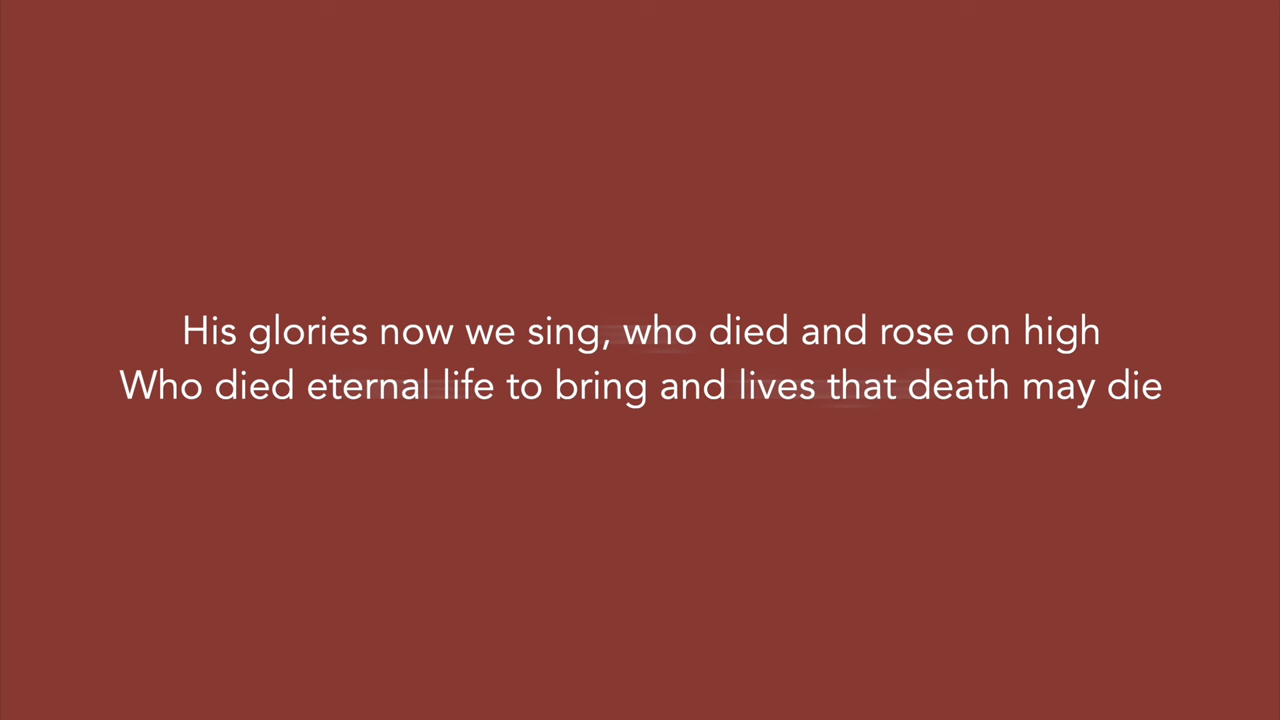 His glories now we sing, who died and rose on high
Who died eternal life to bring and lives that death may die